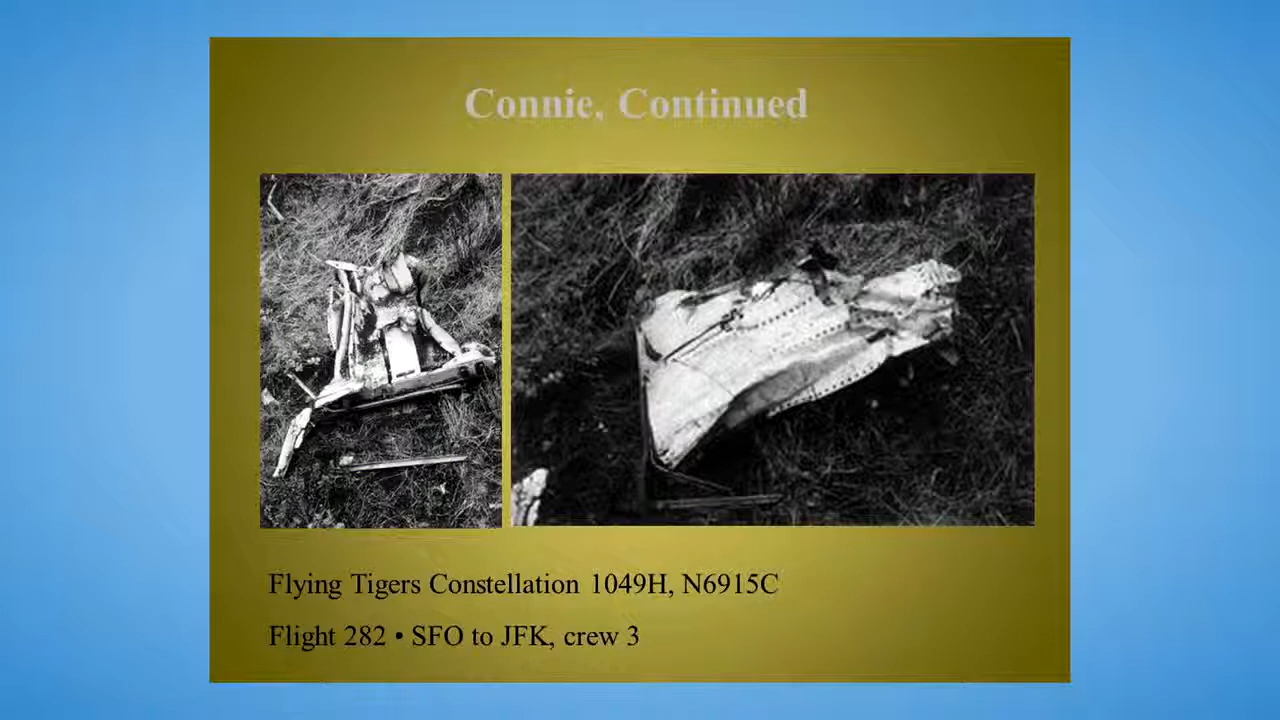 Connie, Continued
Flying Tigers Constellation 1049H, N6915C
Flight 282 • SFO to JFK, crew 3